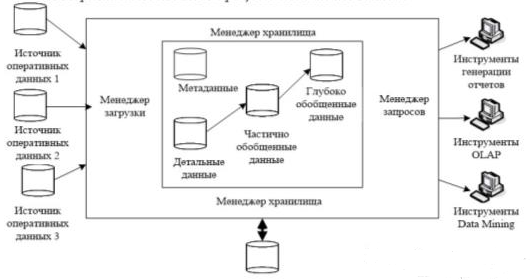 Менеджер хранилища
Источник
оперативных
данных 1
Источник
оперативных
данных 2
Источник
оперативных
данных 3
Менеджер
загрузки
Метаданные
Детальные
данные
Частично
обобщенные
данные
Глубоко
обобщенные
данные
Менеджер
запросов
Менеджер хранилища
Инструменты
генерации
отчетов
Инструменты
OLAP
Инструменты
Data Mining